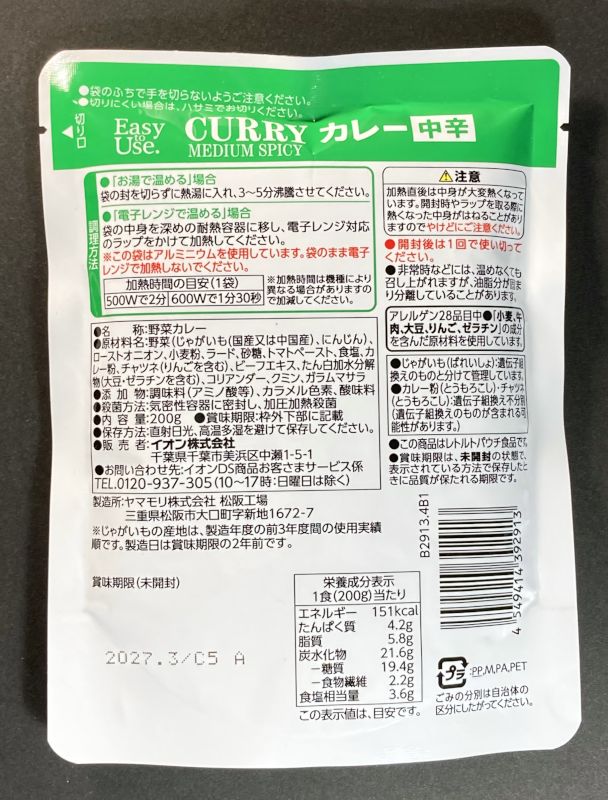 ●袋のふちで手を切らないようご注意ください。
●切りにくい場合は、ハサミでお切りください。
切り口
Easy to Use.
CURRY カレー 中辛
MEDIUM SPICY
調理方法
●「お湯で温める」場合
袋の封を切らずに熱湯に入れ、3~5分沸騰させてください。
●「電子レンジで温める」場合
袋の中身を深めの耐熱容器に移し、電子レンジ対応
のラップをかけて加熱してください。
※この袋はアルミニウムを使用しています。袋のまま電子
レンジで加熱しないでください。
加熱時間の目安(1袋)
500Wで2分 600Wで1分30秒
※加熱時間は機種により
異なる場合がありますの
で加減してください。
⚠注意
加熱直後は中身が大変熱くなって
います。開封時やラップを取る際に
熱くなった中身がはねることがあり
ますのでやけどにご注意ください。
●開封後は1回で使い切って
ください。
●非常時などには、温めなくても
召し上がれますが、油脂分が固ま
り分離していることがあります。
アレルゲン28品目中●「小麦、牛
肉、大豆、りんご、ゼラチン」の成分
を含んだ原材料を使用しています。
●名 称:野菜カレー
●原材料名:野菜(じゃがいも(国産又は中国産)、にんじん)、
ローストオニオン、小麦粉、ラード、砂糖、トマトペースト、食塩、カ
レー粉、チャツネ(りんごを含む)、ビーフエキス、たん白加水分解
物(大豆・ゼラチンを含む)、コリアンダー、クミン、ガラムマサラ
●添加物:調味料(アミノ酸等)、カラメル色素、酸味料
●殺菌方法:気密性容器に密封し、加圧加熱殺菌
●内容量:200g ●賞味期限:枠外下部に記載
●保存方法:直射日光、高温多湿を避けて保存してください。
●販売者:イオン株式会社
千葉県千葉市美浜区中瀬1-5-1
●お問い合わせ先:イオンDS商品お客さまサービス係
TEL.0120-937-305(10~17時:日曜日は除く)
●じゃがいも(ばれいしょ):遺伝子組
換えのものと分けて管理しています。
●カレー粉(とうもろこし)・チャツネ
(とうもろこし):遺伝子組換え不分別
(遺伝子組換えのものが含まれる可
能性があります。)
●この商品はレトルトパウチ食品です。
●賞味期限は、未開封の状態で、
表示されている方法で保存したと
きに品質が保たれる期限です。
製造所:ヤマモリ株式会社 松阪工場
三重県松阪市大口町字新地1672-7
※じゃがいもの産地は、製造年度の前3年度間の使用実績
順です。製造日は賞味期限の2年前です。
B2913.4B1
4 549414 392913
賞味期限(未開封)
2027.3/C5 A
栄養成分表示
1食(200g)当たり
エネルギー 151kcal
たんぱく質 4.2g
脂質 5.8g
炭水化物 21.6g
-糖質 19.4g
-食物繊維 2.2g
食塩相当量 3.6g
この表示値は、目安です。
プラ :PP,M,PA,PET
ごみの分別は自治体の
区分にしたがってください。